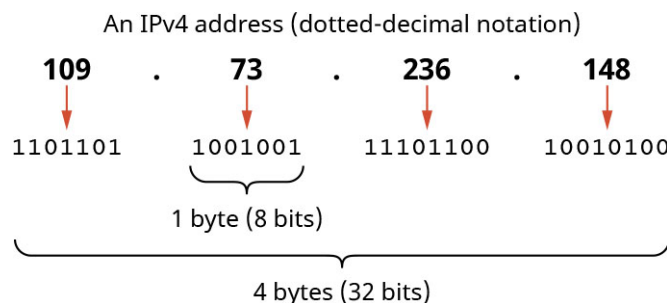 An IPv4 address (dotted-decimal notation)
109 . 73 . 236 . 148
1101101 1001001 11101100 10010100
1 byte (8 bits)
4 bytes (32 bits)